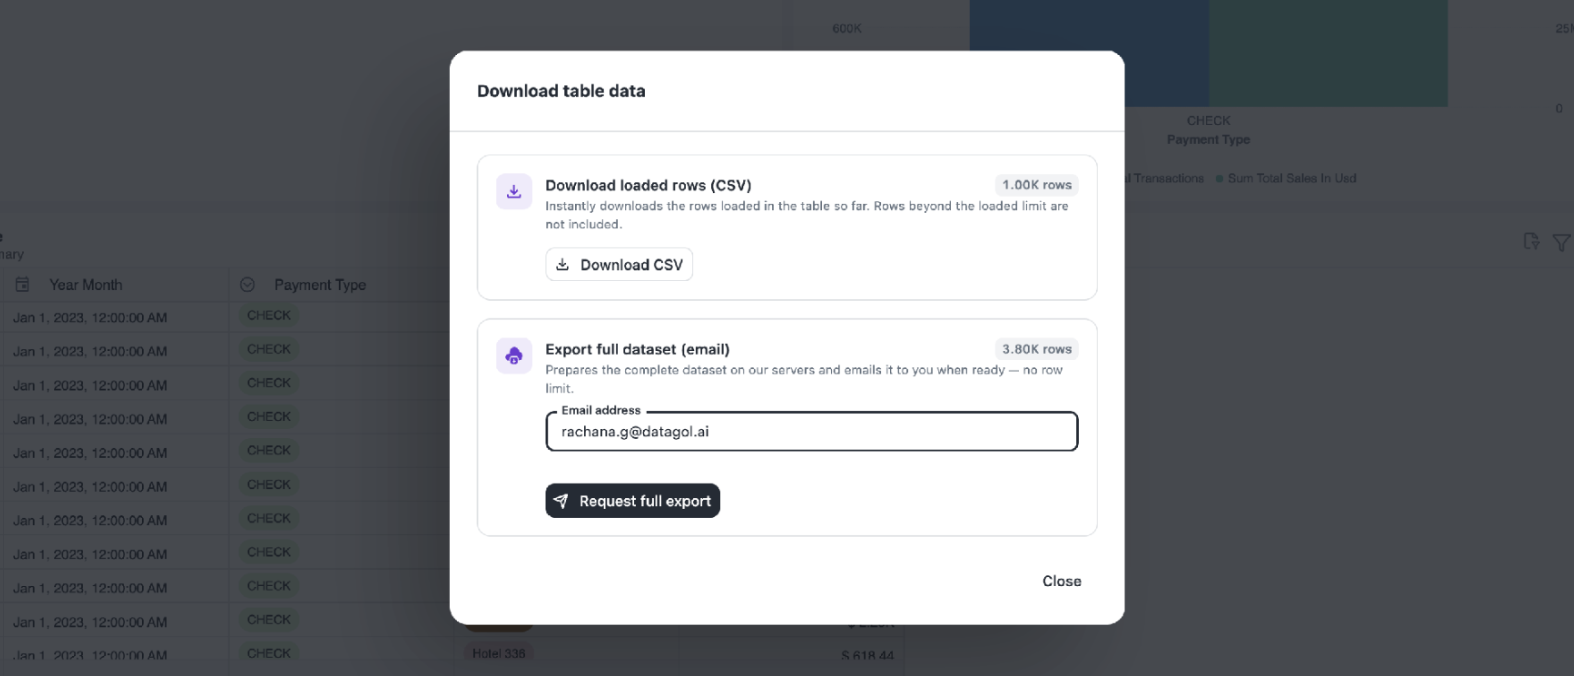 600K
25K
0
CHECK
Payment Type
Transactions
Sum Total Sales In Usd
Download table data
Download loaded rows (CSV)
1.00K rows
Instantly downloads the rows loaded in the table so far. Rows beyond the loaded limit are
not included.
Download CSV
Export full dataset (email)
3.80K rows
Prepares the complete dataset on our servers and emails it to you when ready — no row
limit.
Email address
rachana.g@datagol.ai
Request full export
Close
Year Month
Payment Type
Jan 1, 2023, 12:00:00 AM
CHECK
Jan 1, 2023, 12:00:00 AM
CHECK
Jan 1, 2023, 12:00:00 AM
CHECK
Jan 1, 2023, 12:00:00 AM
CHECK
Jan 1, 2023, 12:00:00 AM
CHECK
Jan 1, 2023, 12:00:00 AM
CHECK
Jan 1, 2023, 12:00:00 AM
CHECK
Jan 1, 2023, 12:00:00 AM
CHECK
Jan 1, 2023, 12:00:00 AM
CHECK
Jan 1, 2023, 12:00:00 AM
CHECK
Jan 1, 2023, 12:00:00 AM
CHECK
Hotel 336
$ 618.44